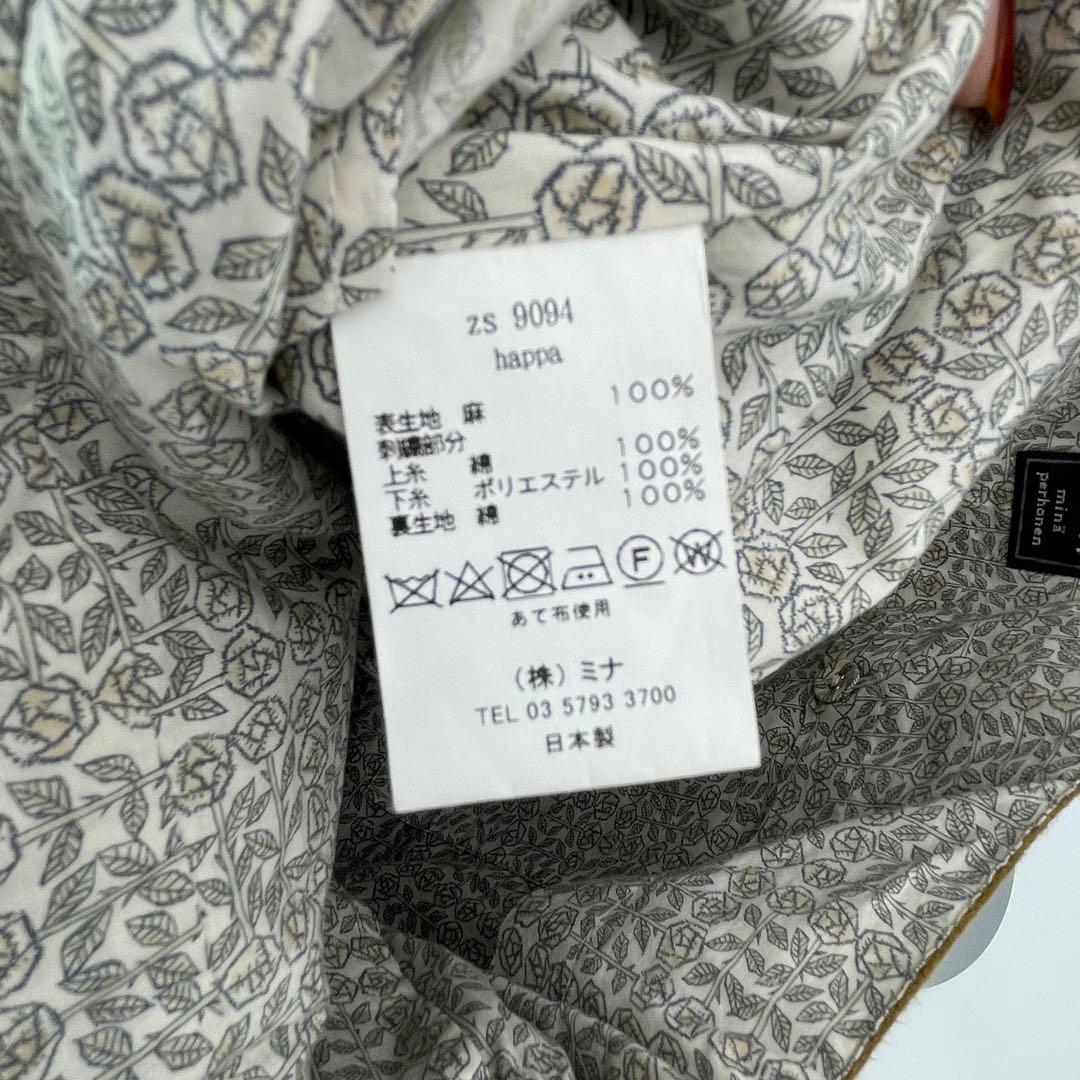 zs 9094
happa
表生地 麻 100%
刺繍部分
上糸 綿 100%
下糸 ポリエステル 100%
裏生地 綿 100%
F
W
あて布使用
(株)ミナ
TEL 03 5793 3700
日本製
minä
perhonen